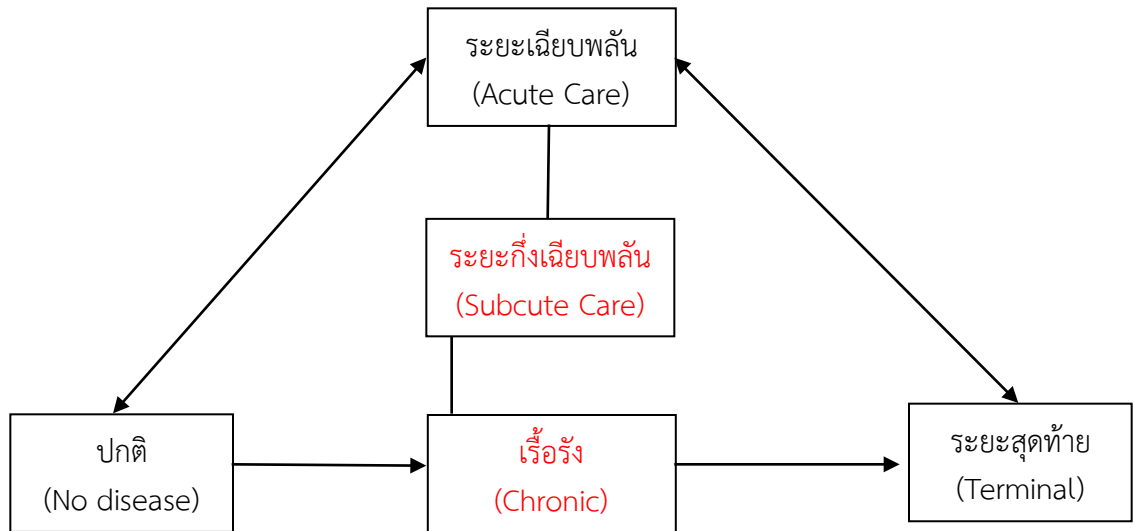 ระยะเฉียบพลัน
(Acute Care)
ระยะกึ่งเฉียบพลัน
(Subcute Care)
ปกติ
(No disease)
เรื้อรัง
(Chronic)
ระยะสุดท้าย
(Terminal)